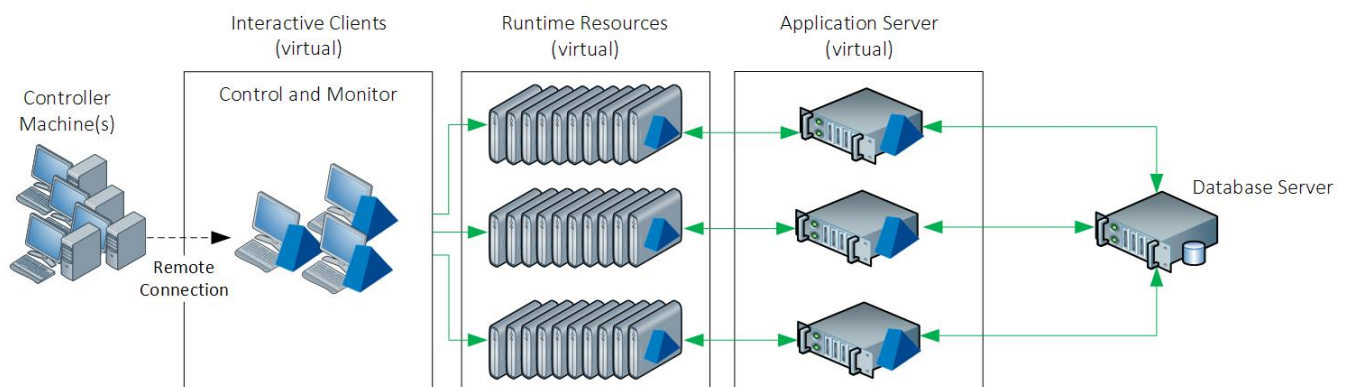 Interactive Clients
(virtual)
Runtime Resources
(virtual)
Application Server
(virtual)
Controller
Machine(s)
Control and Monitor
Database Server
Remote
Connection